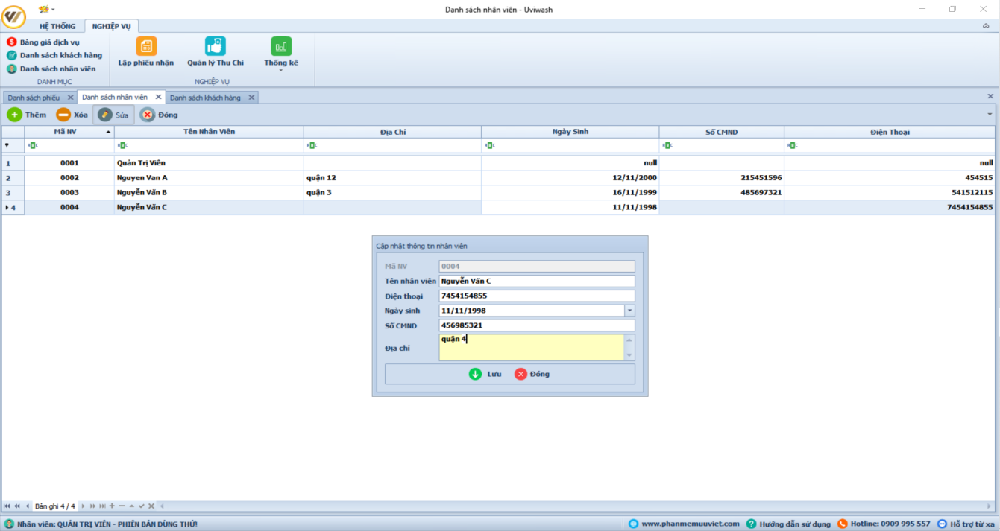 Danh sách nhân viên - Uviwash
HỆ THỐNG NGHIỆP VỤ
Bảng giá dịch vụ
Danh sách khách hàng
Danh sách nhân viên
DANH MỤC
Lập phiếu nhận Quản lý Thu Chi Thống kê
NGHIỆP VỤ
Danh sách phiếu Danh sách nhân viên Danh sách khách hàng
Thêm Xóa Sửa Đóng
Mã NV Tên Nhân Viên Địa Chỉ Ngày Sinh Số CMND Điện Thoại
1 0001 Quản Trị Viên null null
2 0002 Nguyen Van A quận 12 12/11/2000 215451596 454515
3 0003 Nguyễn Văn B quận 3 16/11/1999 485697321 541512115
4 0004 Nguyễn Văn C 11/11/1998 7454154855
Cập nhật thông tin nhân viên
Mã NV 0004
Tên nhân viên Nguyễn Văn C
Điện thoại 7454154855
Ngày sinh 11/11/1998
Số CMND 456985321
Địa chỉ quận 4
Lưu Đóng
Bản ghi 4 / 4
Nhân viên: QUẢN TRỊ VIÊN - PHIÊN BẢN DÙNG THỬ! www.phanmemuuviet.com Hướng dẫn sử dụng Hotline: 0909 995 557 Hỗ trợ từ xa